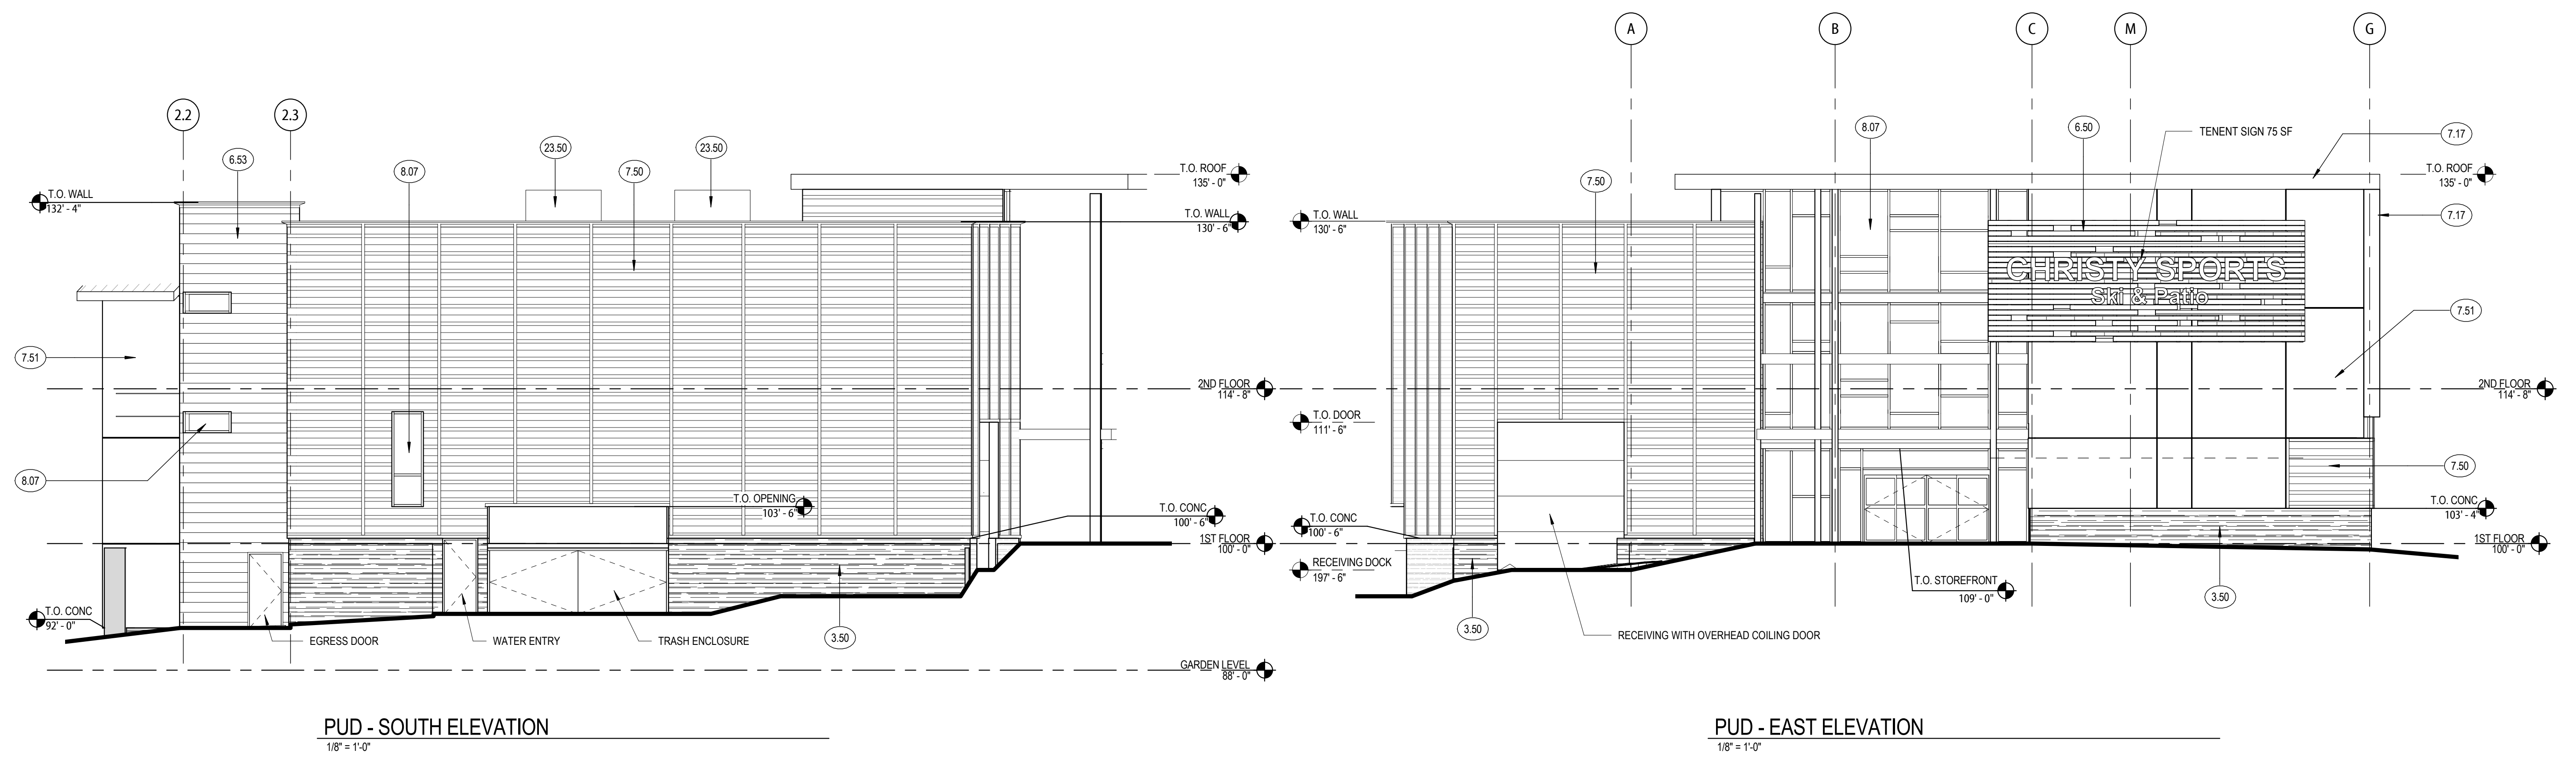 2.2
2.3
6.53
8.07
23.50
7.50
23.50
T.O. WALL
132' - 4"
T.O. ROOF
135' - 0"
T.O. WALL
130' - 6"
7.51
2ND FLOOR
114' - 8"
8.07
T.O. OPENING
103' - 6"
T.O. CONC
100' - 6"
1ST FLOOR
100' - 0"
T.O. CONC
92' - 0"
EGRESS DOOR
WATER ENTRY
TRASH ENCLOSURE
3.50
GARDEN LEVEL
88' - 0"
PUD - SOUTH ELEVATION
1/8" = 1'-0"
A
B
C
M
G
7.50
8.07
6.50
TENENT SIGN 75 SF
7.17
T.O. ROOF
135' - 0"
T.O. WALL
130' - 6"
7.17
CHRISTY SPORTS
Ski & Patio
7.51
2ND FLOOR
114' - 8"
T.O. DOOR
111' - 6"
7.50
T.O. CONC
103' - 4"
T.O. CONC
100' - 6"
1ST FLOOR
100' - 0"
RECEIVING DOCK
197' - 6"
T.O. STOREFRONT
109' - 0"
3.50
3.50
RECEIVING WITH OVERHEAD COILING DOOR
PUD - EAST ELEVATION
1/8" = 1'-0"